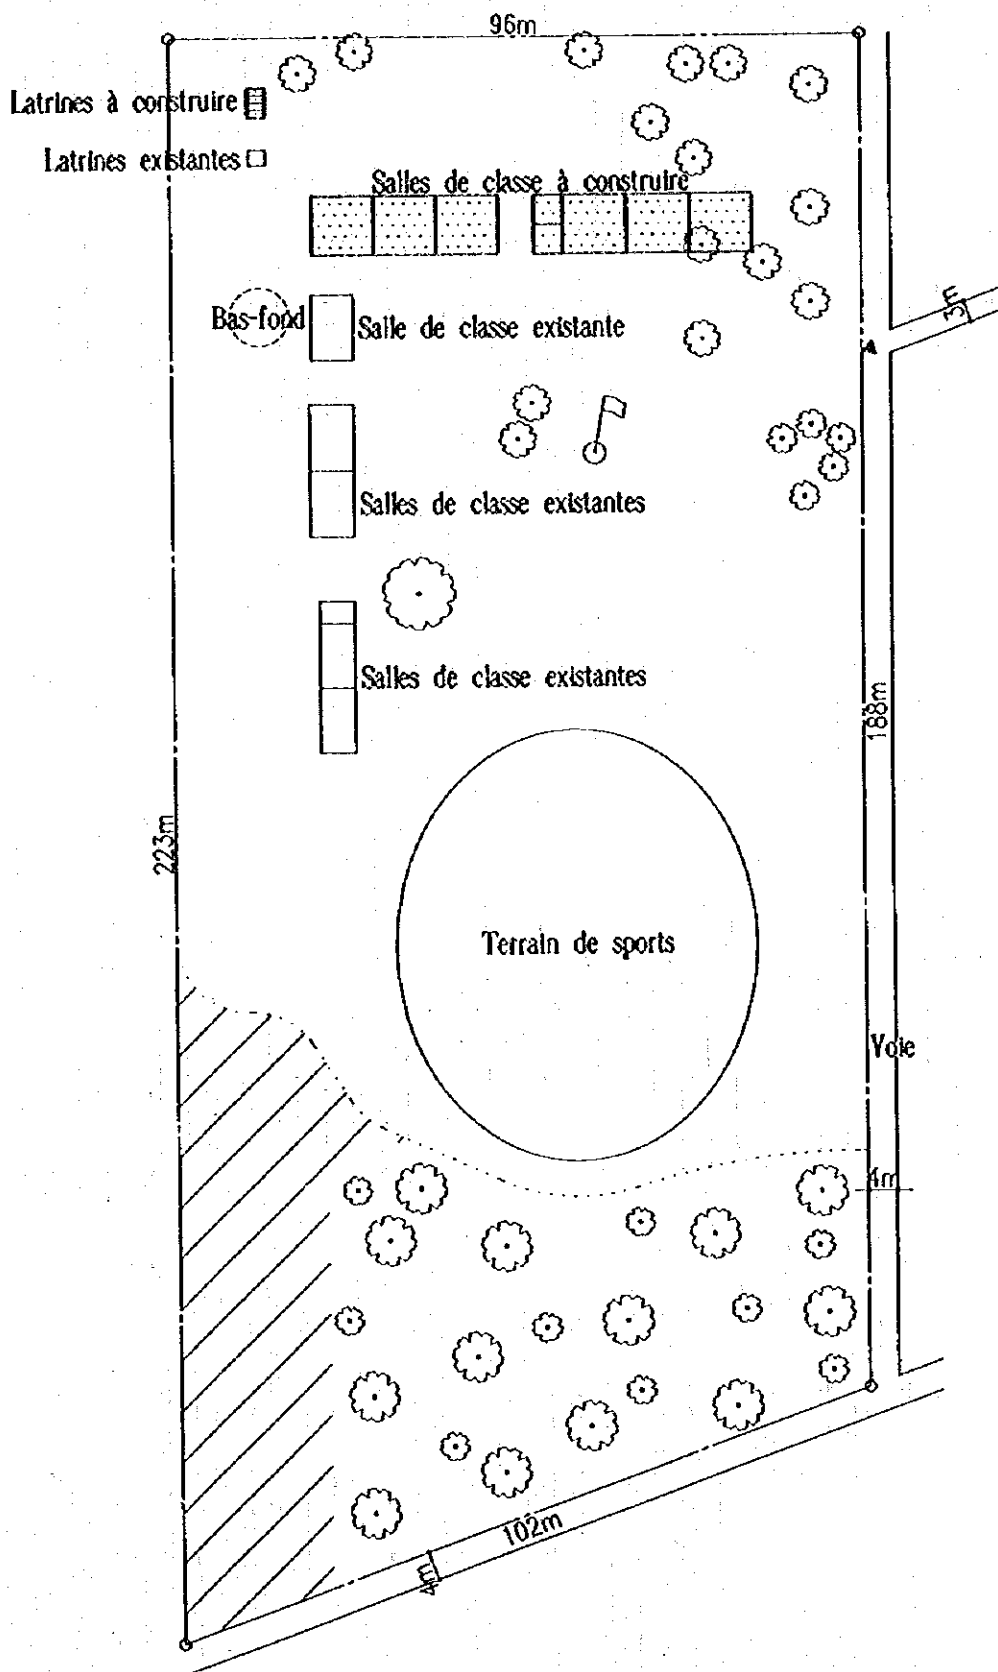 96m
Latrines à construire
Latrines existantes
Salles de classe à construire
3m
Bas-fond
Salle de classe existante
Salles de classe existantes
Salles de classe existantes
188m
223m
Terrain de sports
Voie
4m
102m
4m